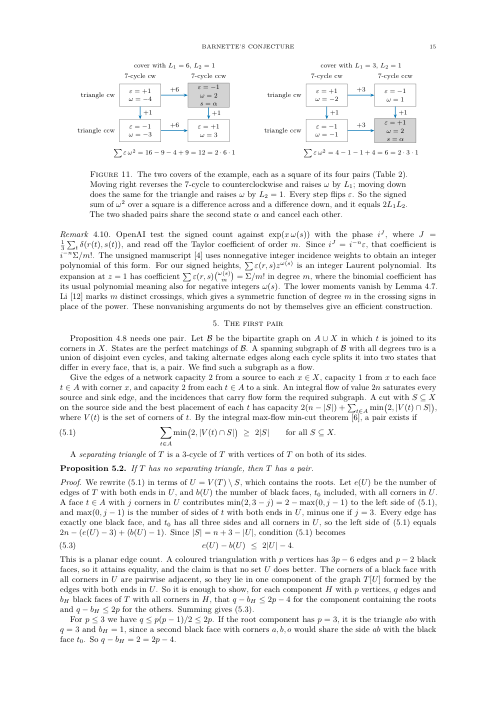 BARNETTE'S CONJECTURE 15
cover with L₁ = 6, L₂ = 1
7-cycle cw 7-cycle ccw
triangle cw
ε = +1
ω = −4
+6
ε = −1
ω = 2
s = α
+1 +1
triangle ccw
ε = −1
ω = −3
+6
ε = +1
ω = 3
∑ ε ω² = 16 − 9 − 4 + 9 = 12 = 2 · 6 · 1
cover with L₁ = 3, L₂ = 1
7-cycle cw 7-cycle ccw
triangle cw
ε = +1
ω = −2
+3
ε = −1
ω = 1
+1 +1
triangle ccw
ε = −1
ω = −1
+3
ε = +1
ω = 2
s = α
∑ ε ω² = 4 − 1 − 1 + 4 = 6 = 2 · 3 · 1
FIGURE 11. The two covers of the example, each as a square of its four pairs (Table 2).
Moving right reverses the 7-cycle to counterclockwise and raises ω by L₁; moving down
does the same for the triangle and raises ω by L₂ = 1. Every step flips ε. So the signed
sum of ω² over a square is a difference across and a difference down, and it equals 2L₁L₂.
The two shaded pairs share the second state α and cancel each other.
Remark 4.10. OpenAI test the signed count against exp(x ω(s)) with the phase i^J, where J =
⅓ ∑ₜ δ(r(t), s(t)), and read off the Taylor coefficient of order m. Since i^J = i^{−n}ε, that coefficient is
i^{−n}Σ/m!. The unsigned manuscript [4] uses nonnegative integer incidence weights to obtain an integer
polynomial of this form. For our signed heights, ∑ ε(r, s)z^{ω(s)} is an integer Laurent polynomial. Its
expansion at z = 1 has coefficient ∑ ε(r, s)(ω(s) m) = Σ/m! in degree m, where the binomial coefficient has
its usual polynomial meaning also for negative integers ω(s). The lower moments vanish by Lemma 4.7.
Li [12] marks m distinct crossings, which gives a symmetric function of degree m in the crossing signs in
place of the power. These nonvanishing arguments do not by themselves give an efficient construction.
5. THE FIRST PAIR
Proposition 4.8 needs one pair. Let B be the bipartite graph on A ∪ X in which t is joined to its
corners in X. States are the perfect matchings of B. A spanning subgraph of B with all degrees two is a
union of disjoint even cycles, and taking alternate edges along each cycle splits it into two states that
differ in every face, that is, a pair. We find such a subgraph as a flow.
Give the edges of a network capacity 2 from a source to each x ∈ X, capacity 1 from x to each face
t ∈ A with corner x, and capacity 2 from each t ∈ A to a sink. An integral flow of value 2n saturates every
source and sink edge, and the incidences that carry flow form the required subgraph. A cut with S ⊆ X
on the source side and the best placement of each t has capacity 2(n − |S|) + ∑_{t∈A} min(2, |V(t) ∩ S|),
where V(t) is the set of corners of t. By the integral max-flow min-cut theorem [6], a pair exists if
(5.1) ∑_{t∈A} min(2, |V(t) ∩ S|) ≥ 2|S| for all S ⊆ X.
A separating triangle of T is a 3-cycle of T with vertices of T on both of its sides.
Proposition 5.2. If T has no separating triangle, then T has a pair.
Proof. We rewrite (5.1) in terms of U = V(T) \ S, which contains the roots. Let e(U) be the number of
edges of T with both ends in U, and b(U) the number of black faces, t₀ included, with all corners in U.
A face t ∈ A with j corners in U contributes min(2, 3 − j) = 2 − max(0, j − 1) to the left side of (5.1),
and max(0, j − 1) is the number of sides of t with both ends in U, minus one if j = 3. Every edge has
exactly one black face, and t₀ has all three sides and all corners in U, so the left side of (5.1) equals
2n − (e(U) − 3) + (b(U) − 1). Since |S| = n + 3 − |U|, condition (5.1) becomes
(5.3) e(U) − b(U) ≤ 2|U| − 4.
This is a planar edge count. A coloured triangulation with p vertices has 3p − 6 edges and p − 2 black
faces, so it attains equality, and the claim is that no set U does better. The corners of a black face with
all corners in U are pairwise adjacent, so they lie in one component of the graph T[U] formed by the
edges with both ends in U. So it is enough to show, for each component H with p vertices, q edges and
b_H black faces of T with all corners in H, that q − b_H ≤ 2p − 4 for the component containing the roots
and q − b_H ≤ 2p for the others. Summing gives (5.3).
For p ≤ 3 we have q ≤ p(p − 1)/2 ≤ 2p. If the root component has p = 3, it is the triangle abo with
q = 3 and b_H = 1, since a second black face with corners a, b, o would share the side ab with the black
face t₀. So q − b_H = 2 = 2p − 4.